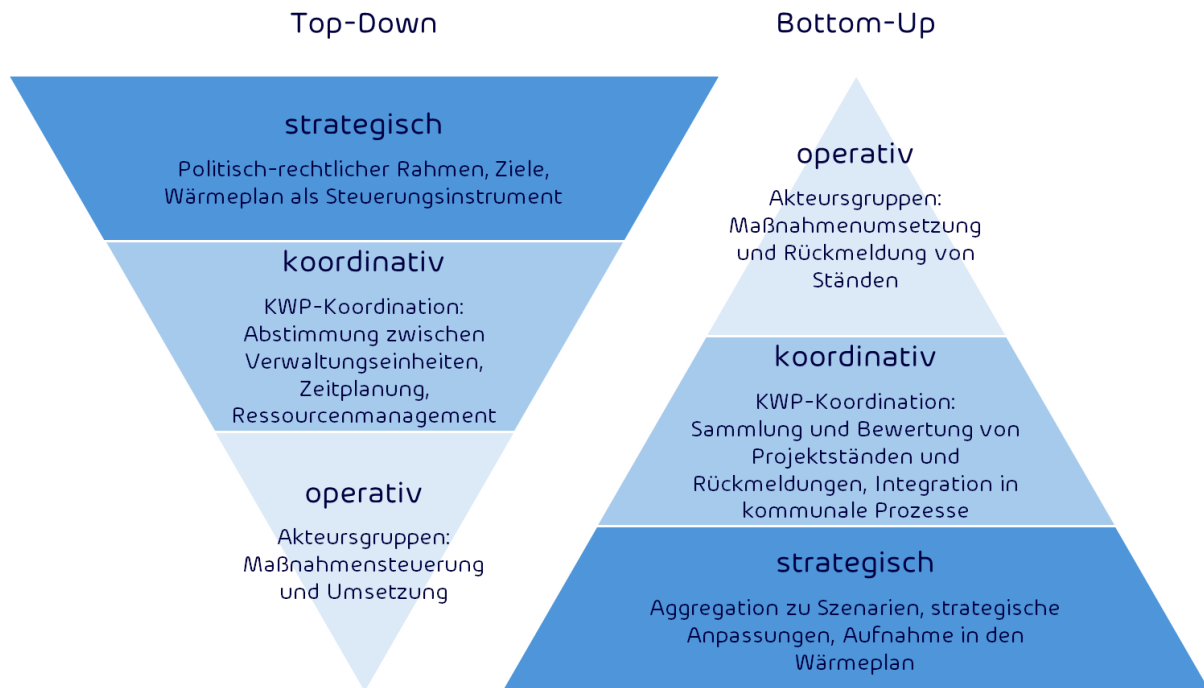 Top-Down
strategisch
Politisch-rechtlicher Rahmen, Ziele,
Wärmeplan als Steuerungsinstrument
koordinativ
KWP-Koordination:
Abstimmung zwischen
Verwaltungseinheiten,
Zeitplanung,
Ressourcenmanagement
operativ
Akteursgruppen:
Maßnahmensteuerung
und Umsetzung
Bottom-Up
operativ
Akteursgruppen:
Maßnahmenumsetzung
und Rückmeldung von
Ständen
koordinativ
KWP-Koordination:
Sammlung und Bewertung von
Projektständen und
Rückmeldungen, Integration in
kommunale Prozesse
strategisch
Aggregation zu Szenarien, strategische
Anpassungen, Aufnahme in den
Wärmeplan